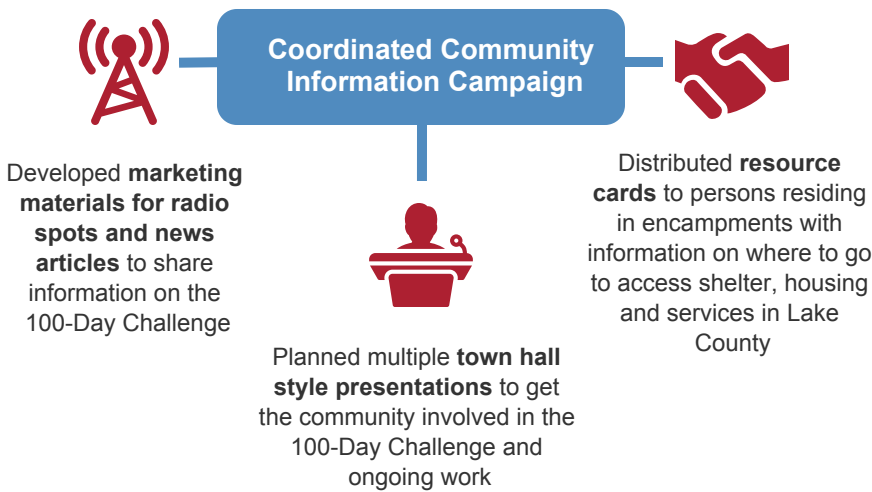 Coordinated Community
Information Campaign
Developed marketing
materials for radio
spots and news
articles to share
information on the
100-Day Challenge
Planned multiple town hall
style presentations to get
the community involved in the
100-Day Challenge and
ongoing work
Distributed resource
cards to persons residing
in encampments with
information on where to go
to access shelter, housing
and services in Lake
County